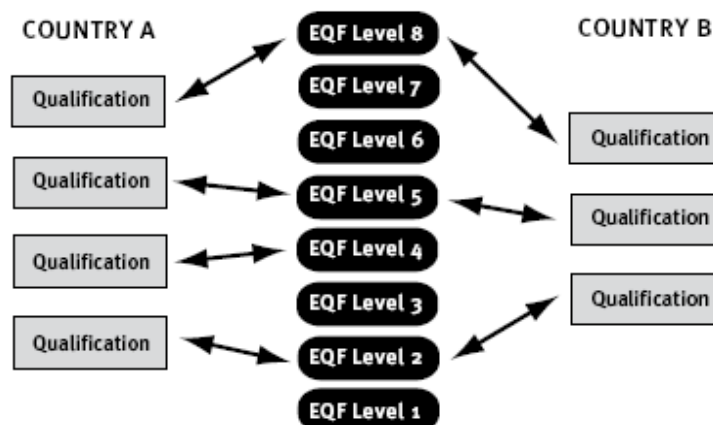 COUNTRY A
EQF Level 8
COUNTRY B
Qualification
EQF Level 7
EQF Level 6
Qualification
Qualification
EQF Level 5
Qualification
Qualification
EQF Level 4
EQF Level 3
Qualification
Qualification
EQF Level 2
EQF Level 1